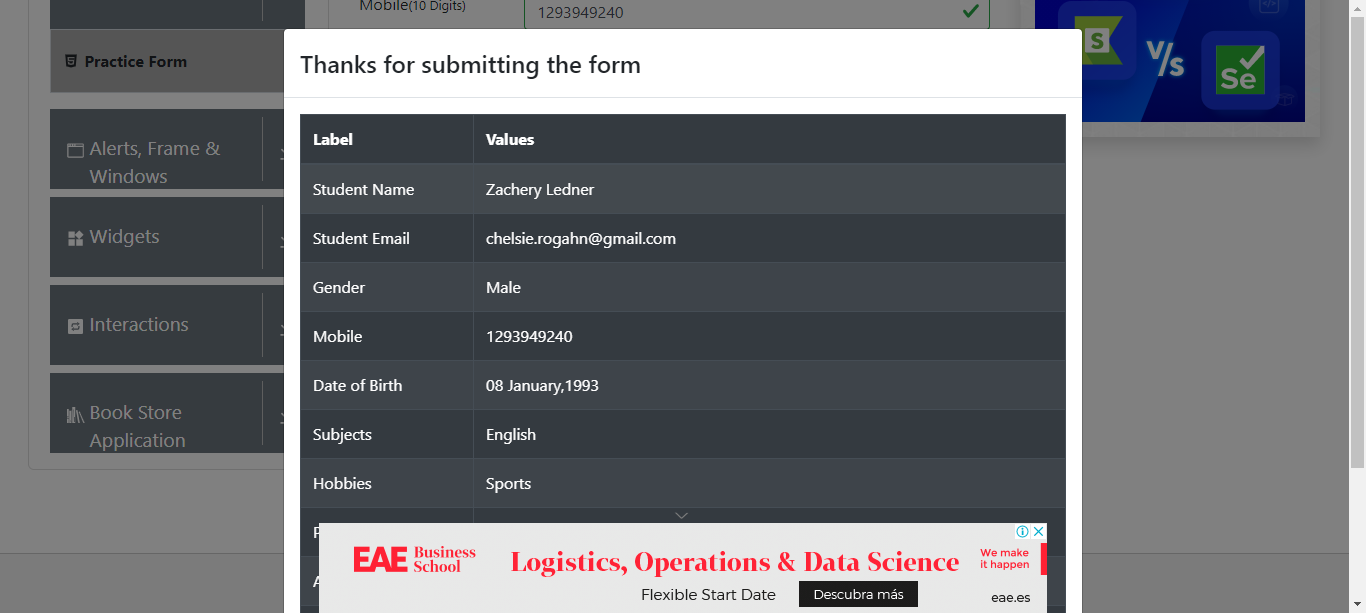 Mobile(10 Digits)
1293949240
Practice Form
Alerts, Frame &
Windows
Widgets
Interactions
Book Store
Application
S
V/s
Se
Thanks for submitting the form
Label Values
Student Name Zachery Ledner
Student Email chelsie.rogahn@gmail.com
Gender Male
Mobile 1293949240
Date of Birth 08 January,1993
Subjects English
Hobbies Sports
P
A
EAE Business
School
Logistics, Operations & Data Science
Flexible Start Date
Descubra más
We make
it happen
eae.es